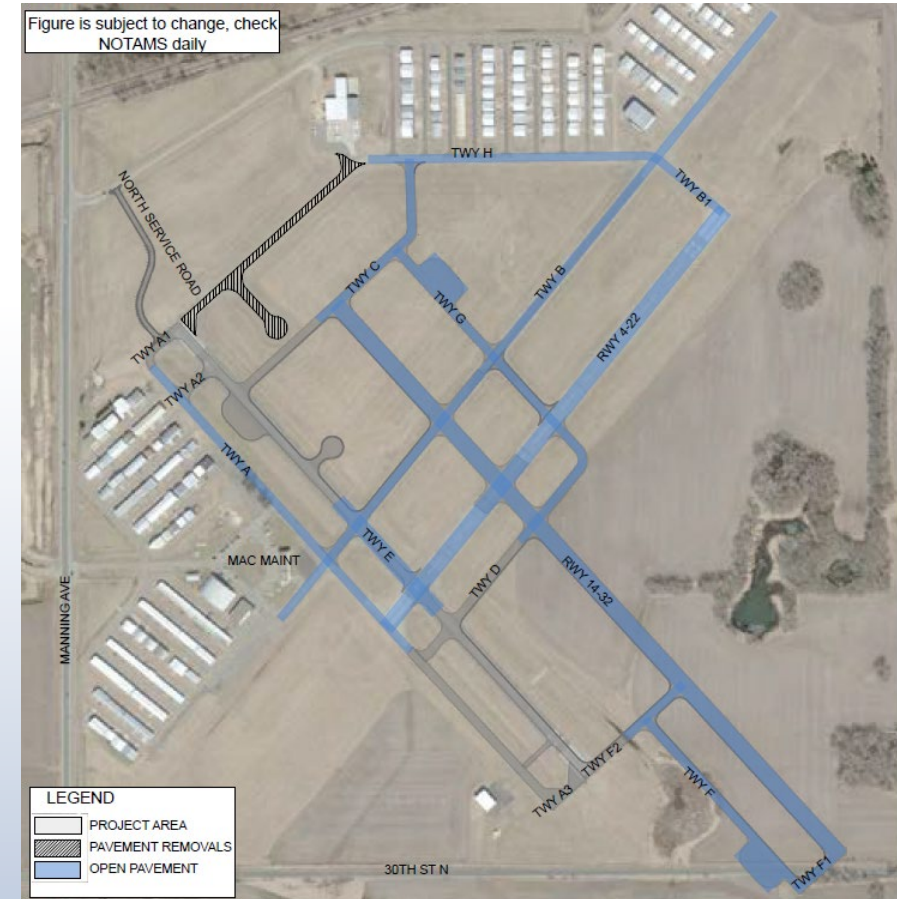 Figure is subject to change, check
NOTAMS daily
TWY H
TWY B1
NORTH SERVICE ROAD
TWY C
TWY B
TWY G
RWY 4-22
TWY A1
TWY A2
TWY A
TWY E
MAC MAINT
TWY D
RWY 14-32
MANNING AVE
TWY F2
TWY A3
TWY F
TWY F1
LEGEND
PROJECT AREA
PAVEMENT REMOVALS
OPEN PAVEMENT
30TH ST N